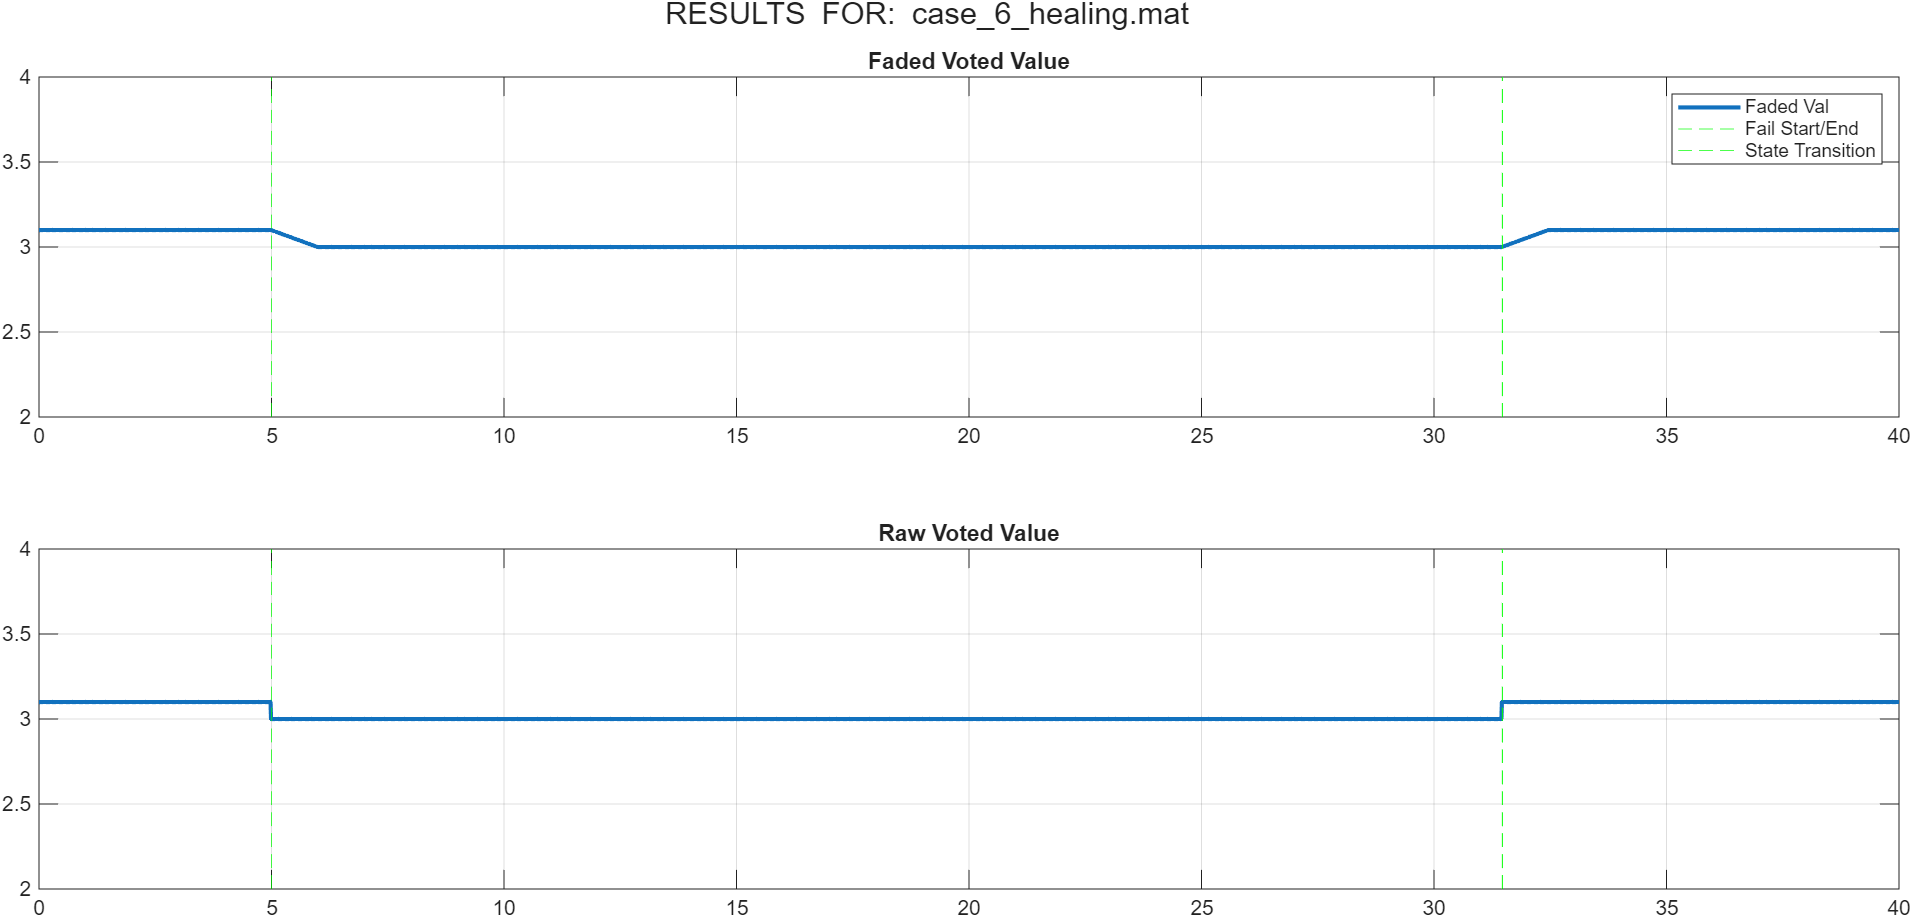 RESULTS FOR: case_6_healing.mat
Faded Voted Value
4
3.5
3
2.5
2
0 5 10 15 20 25 30 35 40
Faded Val
Fail Start/End
State Transition
Raw Voted Value
4
3.5
3
2.5
2
0 5 10 15 20 25 30 35 40